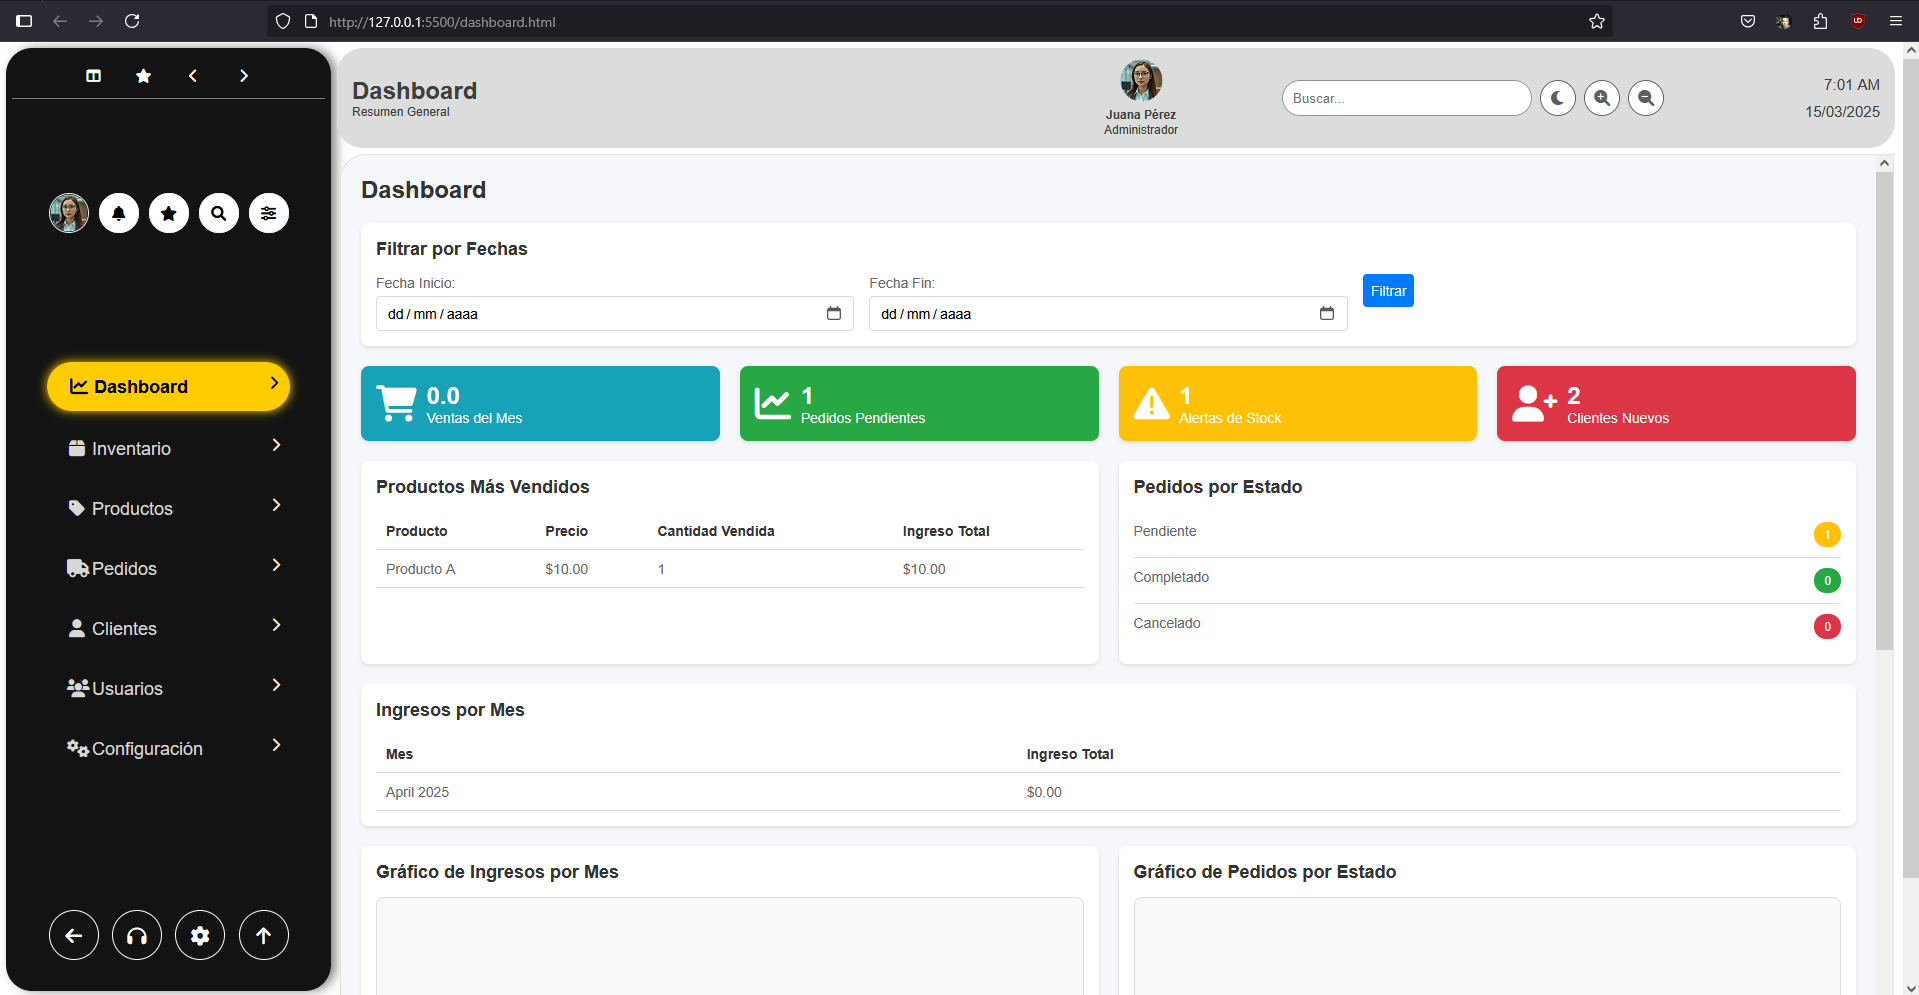 http://127.0.0.1:5500/dashboard.html
Dashboard
Resumen General
Juana Pérez
Administrador
Buscar...
7:01 AM
15/03/2025
Dashboard
Inventario
Productos
Pedidos
Clientes
Usuarios
Configuración
Dashboard
Filtrar por Fechas
Fecha Inicio:
Fecha Fin:
dd / mm / aaaa
dd / mm / aaaa
Filtrar
0.0
Ventas del Mes
1
Pedidos Pendientes
1
Alertas de Stock
2
Clientes Nuevos
Productos Más Vendidos
Producto Precio Cantidad Vendida Ingreso Total
Producto A $10.00 1 $10.00
Pedidos por Estado
Pendiente 1
Completado 0
Cancelado 0
Ingresos por Mes
Mes Ingreso Total
April 2025 $0.00
Gráfico de Ingresos por Mes
Gráfico de Pedidos por Estado